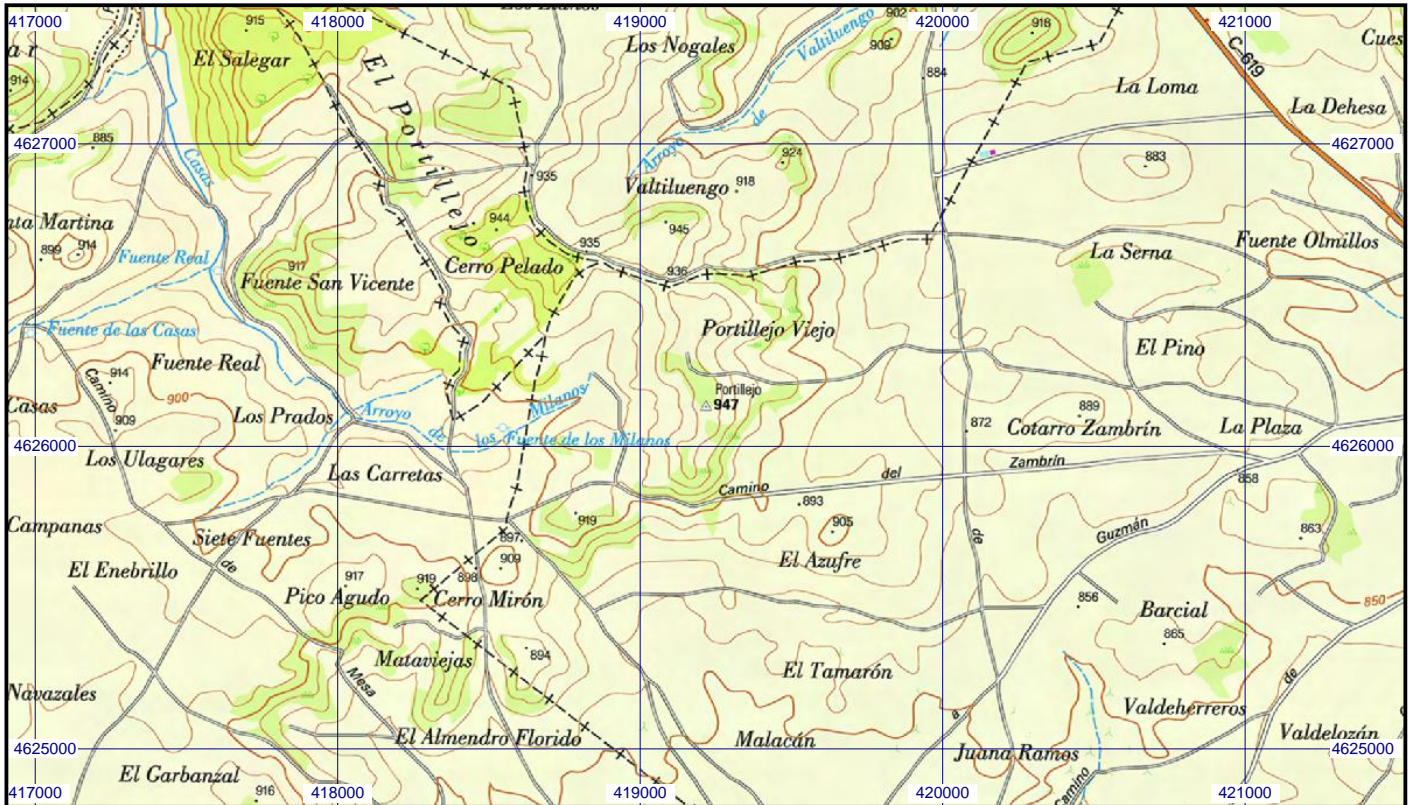 417000
418000
419000
420000
421000
915
902
918
Los Nogales
Valtiluengo
909
Cues
El Salegar
El Portillejo
C-619
914
884
La Loma
La Dehesa
de
4627000
4627000
885
Casas
Arroyo
924
883
935
Valtiluengo
918
944
nta Martina
945
899
914
935
Fuente Olmillos
Fuente Real
La Serna
917
Cerro Pelado
936
Fuente San Vicente
Fuente de las Casas
Portillejo Viejo
El Pino
Fuente Real
914
Camino
Portillejo
947
900
Milanos
Casas
909
Los Prados
Arroyo
889
de
872
Cotarro Zambrín
La Plaza
los
Fuente de los Milanos
4626000
4626000
Los Ulagares
Las Carretas
del
Zambrín
Camino
858
893
919
905
863
Campanas
Siete Fuentes
897
de
Guzmán
El Azufre
909
El Enebrillo
de
917
919
898
Pico Agudo
Cerro Mirón
856
Barcial
850
865
894
Mataviejas
El Tamarón
Mesa
de
Navazales
Valdeherreros
a
El Almendro Florido
Malacán
Valdelozán
4625000
4625000
Juana Ramos
El Garbanzal
Camino
916
417000
418000
419000
420000
421000